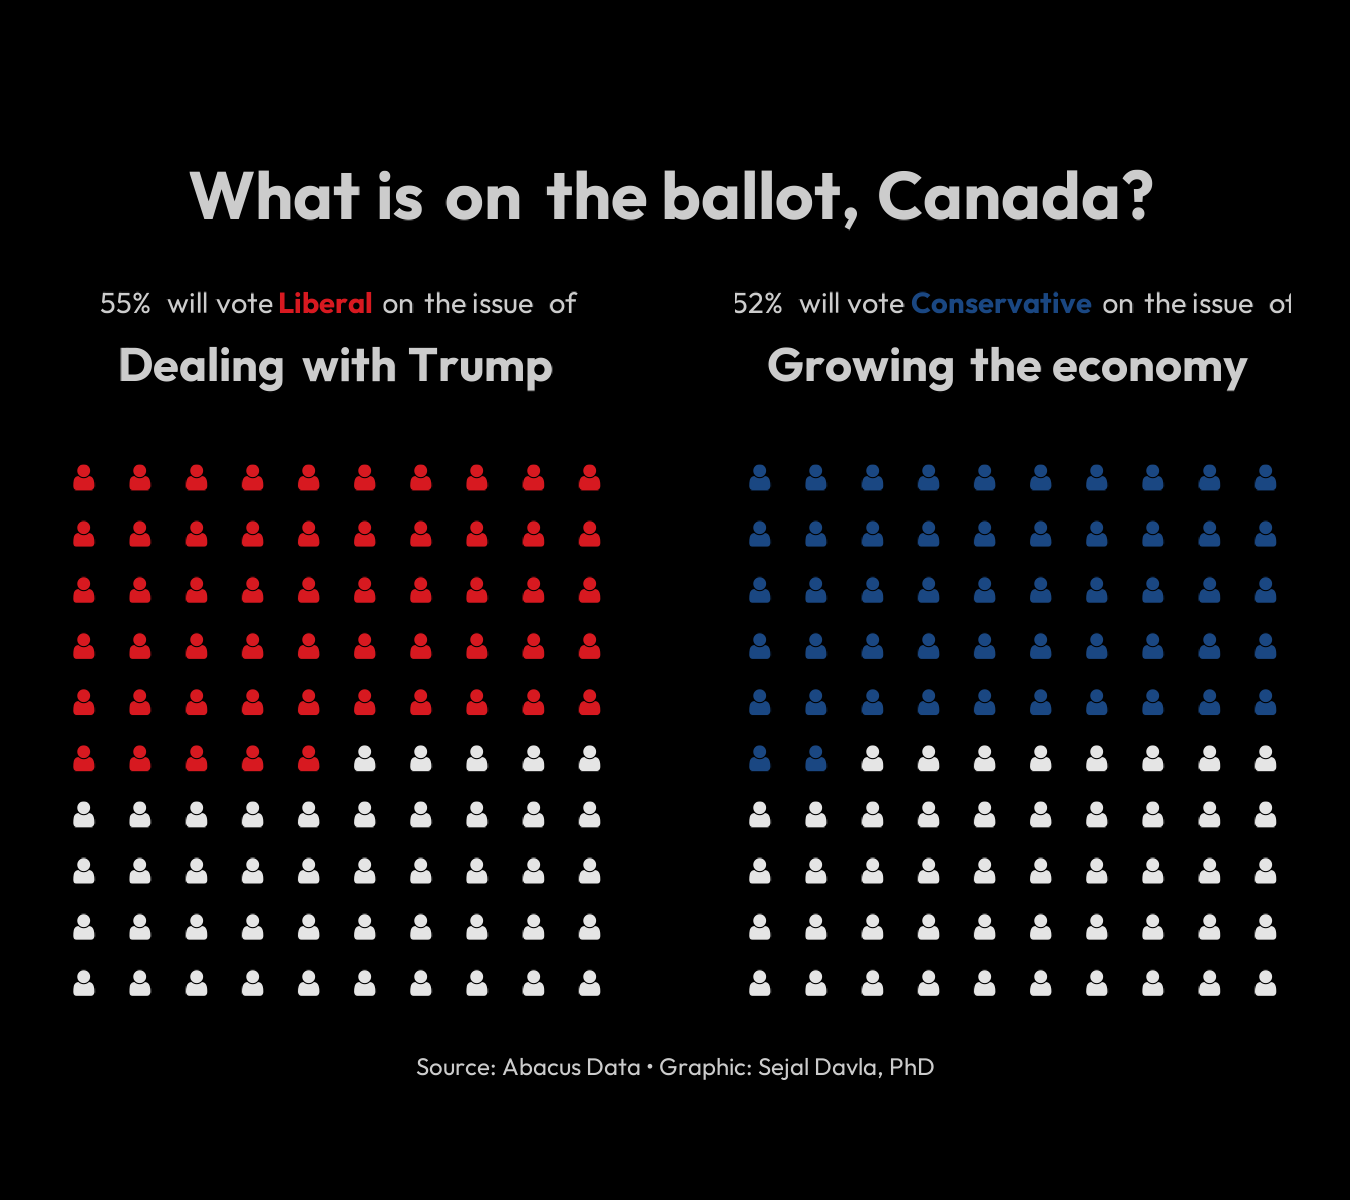 What is on the ballot, Canada?
55% will vote Liberal on the issue of
Dealing with Trump
52% will vote Conservative on the issue of
Growing the economy
Source: Abacus Data • Graphic: Sejal Davla, PhD